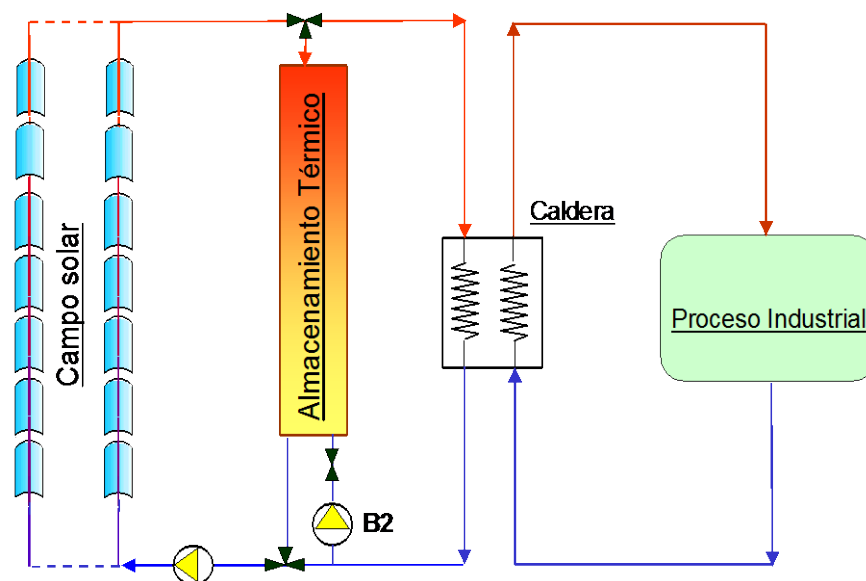 Campo solar
Almacenamiento Térmico
Caldera
Proceso Industrial
B2